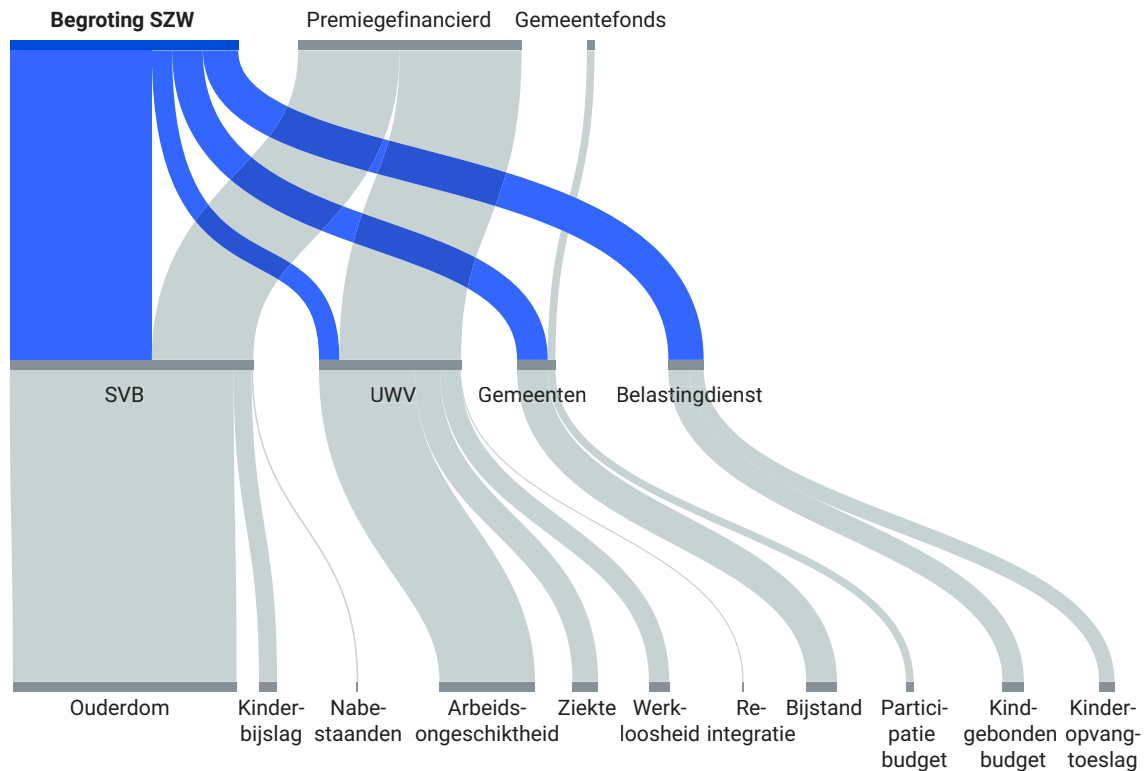 Begroting SZW
Premiegefinancierd
Gemeentefonds
SVB
UWV
Gemeenten
Belastingdienst
Ouderdom
Kinder-
bijslag
Nabe-
staanden
Arbeids-
ongeschiktheid
Ziekte
Werk-
loosheid
Re-
integratie
Bijstand
Partici-
patie
budget
Kind-
gebonden
budget
Kinder-
opvang-
toeslag